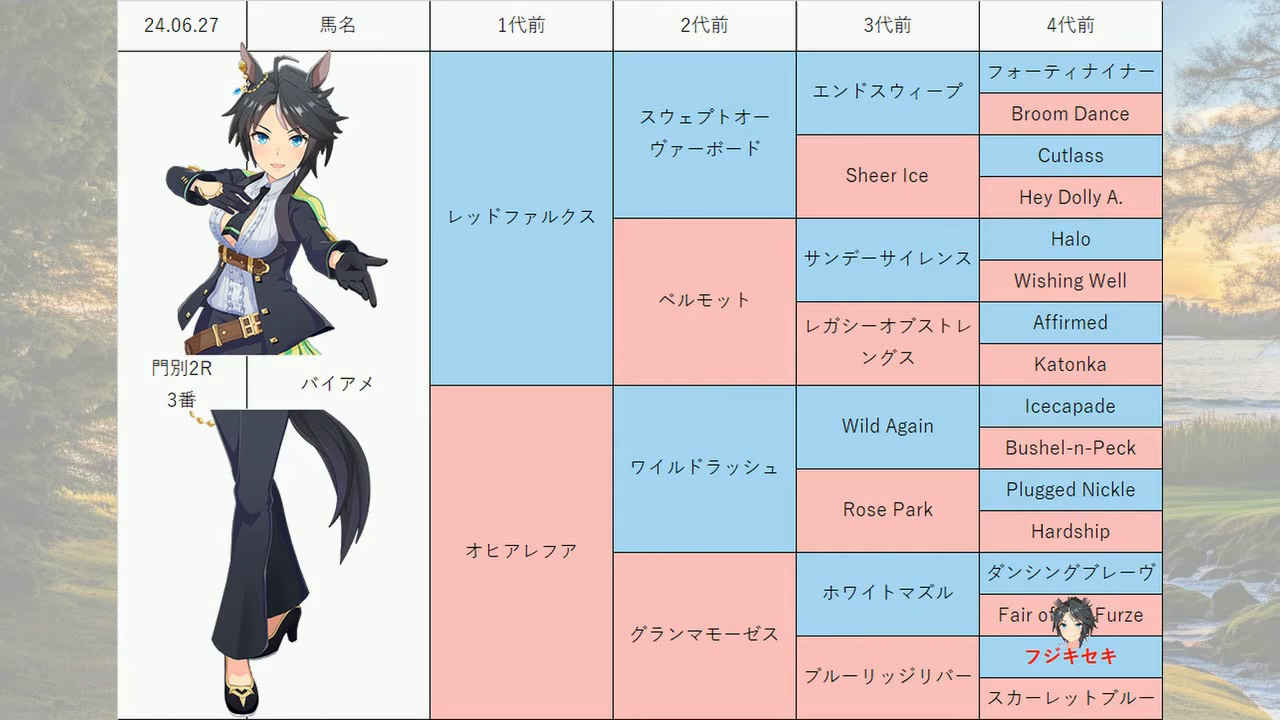 24.06.27
馬名
1代前
2代前
3代前
4代前
門別2R
3番
バイアメ
レッドファルクス
オヒアレフア
スウェプトオー
ヴァーボード
ベルモット
ワイルドラッシュ
グランマモーゼス
エンドスウィープ
Sheer Ice
サンデーサイレンス
レガシーオブストレ
ングス
Wild Again
Rose Park
ホワイトマズル
ブルーリッジリバー
フォーティナイナー
Broom Dance
Cutlass
Hey Dolly A.
Halo
Wishing Well
Affirmed
Katonka
Icecapade
Bushel-n-Peck
Plugged Nickle
Hardship
ダンシングブレーヴ
Fair of Furze
フジキセキ
スカーレットブルー